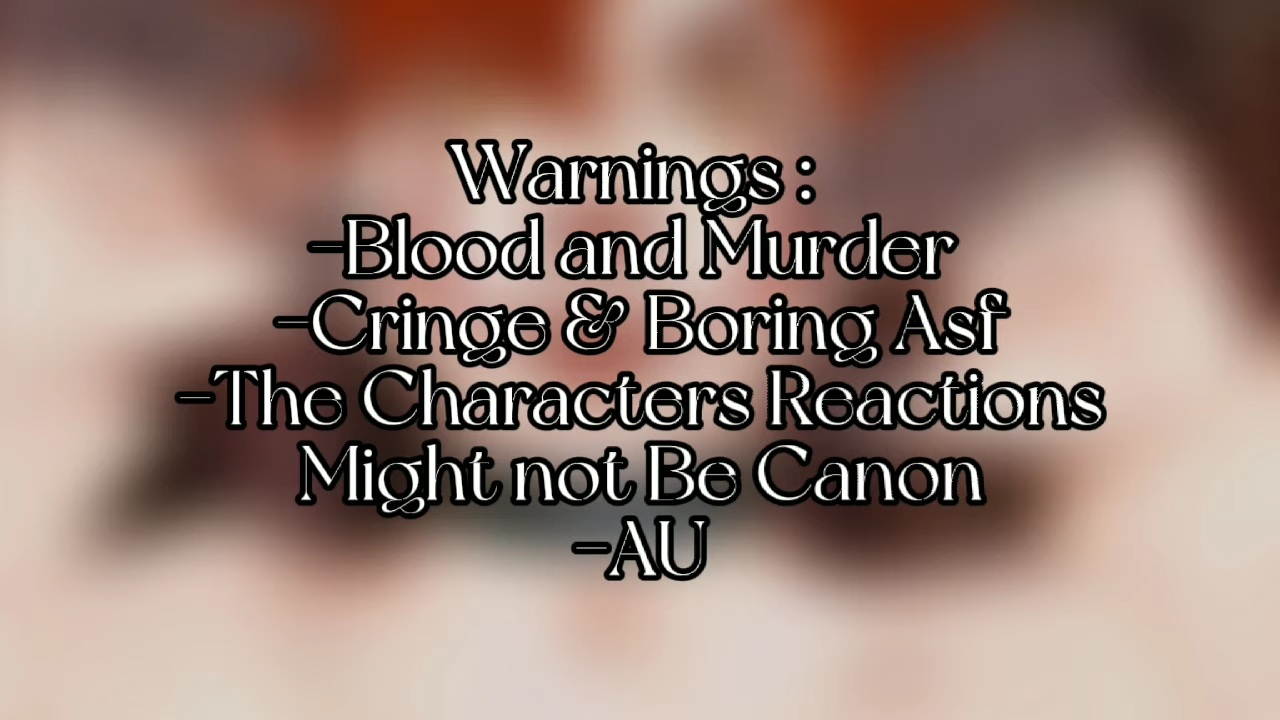 Warnings :
-Blood and Murder
-Cringe & Boring Asf
-The Characters Reactions
Might not Be Canon
-AU